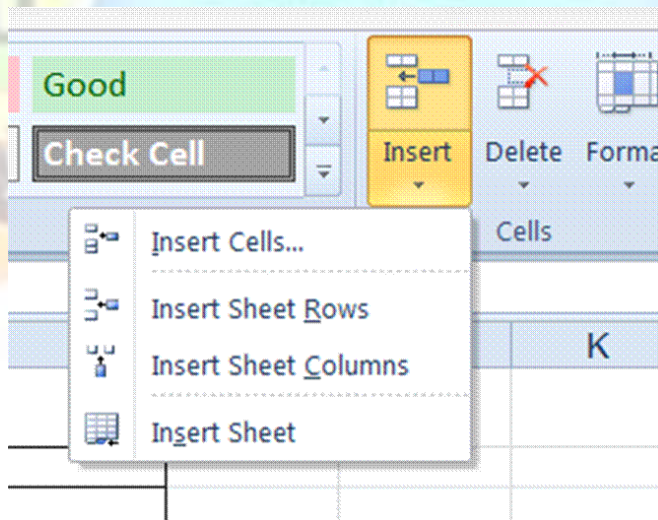 Good
Check Cell
Insert Delete Forma
Cells
Insert Cells...
Insert Sheet Rows
Insert Sheet Columns
Insert Sheet
K